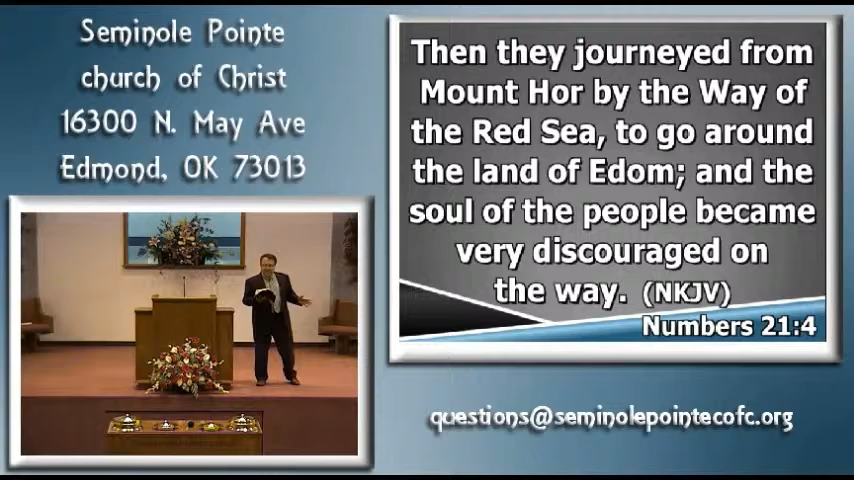 Seminole Pointe
church of Christ
16300 N. May Ave
Edmond, OK 73013
Then they journeyed from
Mount Hor by the Way of
the Red Sea, to go around
the land of Edom; and the
soul of the people became
very discouraged on
the way. (NKJV)
Numbers 21:4
questions@seminolepointecofc.org